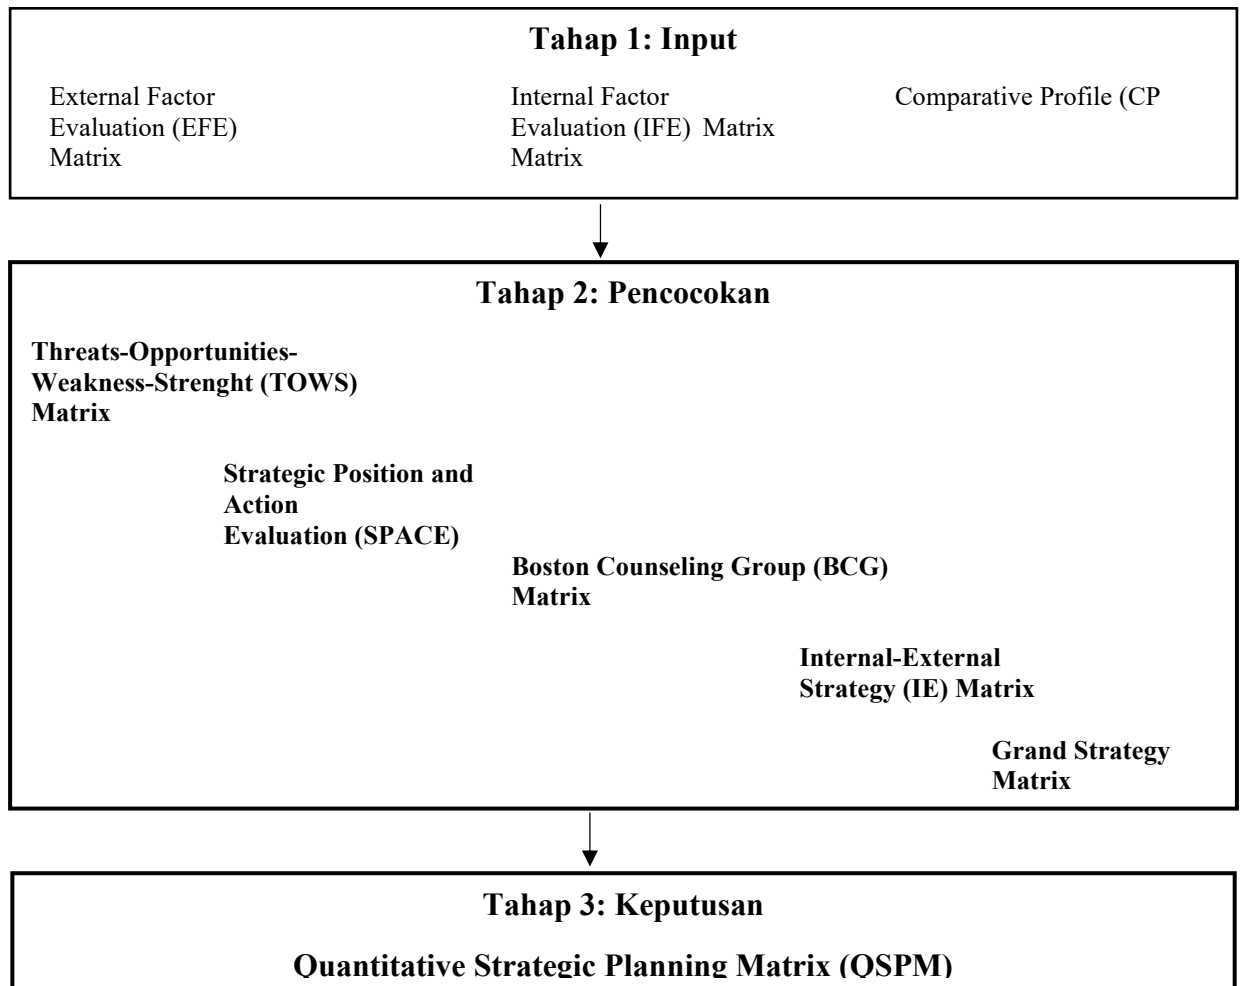 Tahap 1: Input
External Factor
Evaluation (EFE)
Matrix
Internal Factor
Evaluation (IFE) Matrix
Matrix
Comparative Profile (CP
Tahap 2: Pencocokan
Threats-Opportunities-
Weakness-Strenght (TOWS)
Matrix
Strategic Position and
Action
Evaluation (SPACE)
Boston Counseling Group (BCG)
Matrix
Internal-External
Strategy (IE) Matrix
Grand Strategy
Matrix
Tahap 3: Keputusan
Quantitative Strategic Planning Matrix (QSPM)